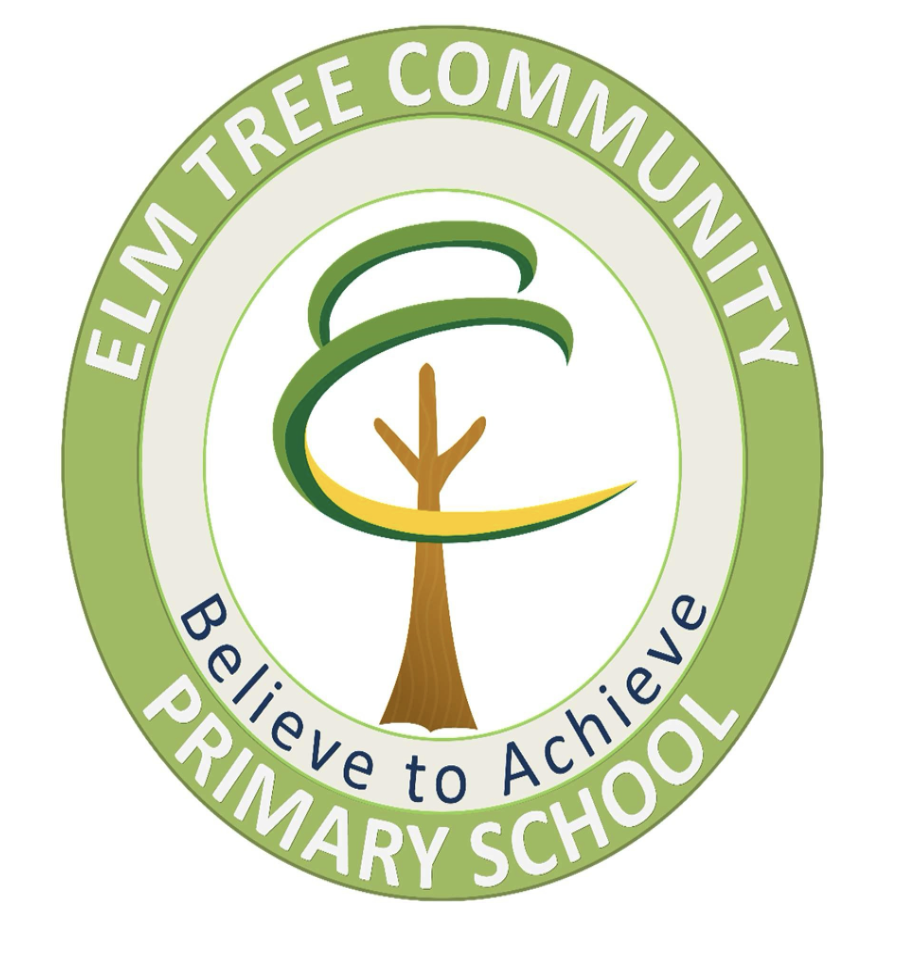 ELM TREE COMMUNITY
Believe to Achieve
PRIMARY SCHOOL